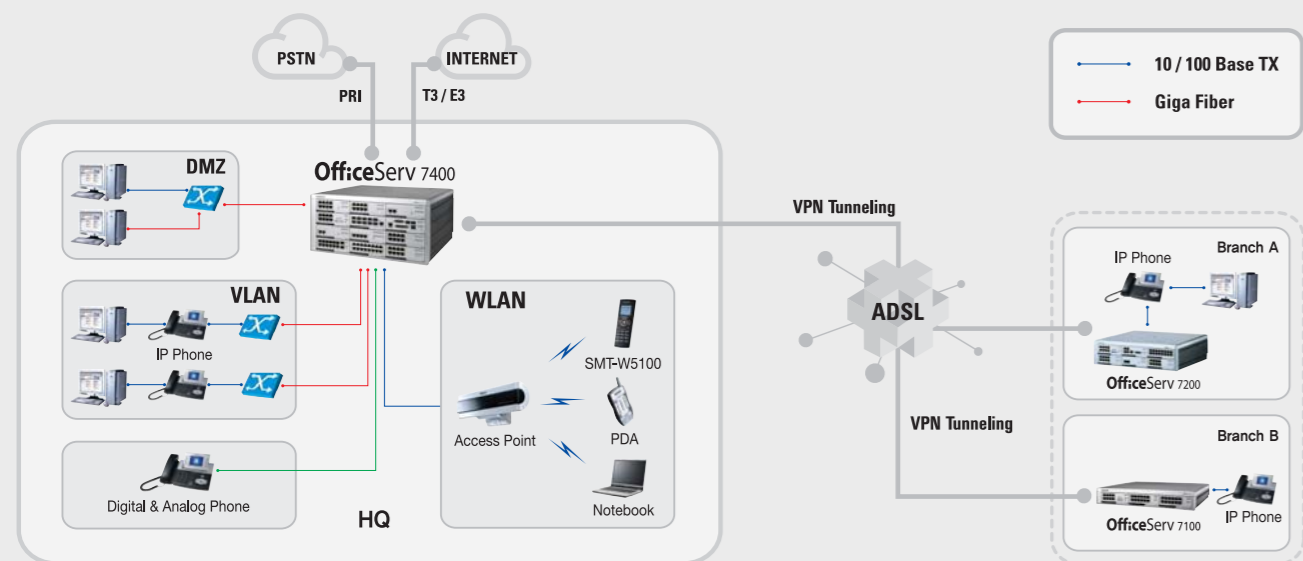 PSTN
INTERNET
PRI
T3 / E3
10 / 100 Base TX
Giga Fiber
DMZ
OfficeServ 7400
VPN Tunneling
VLAN
IP Phone
WLAN
SMT-W5100
Access Point
PDA
Notebook
Digital & Analog Phone
HQ
ADSL
VPN Tunneling
Branch A
IP Phone
OfficeServ 7200
Branch B
OfficeServ 7100
IP Phone